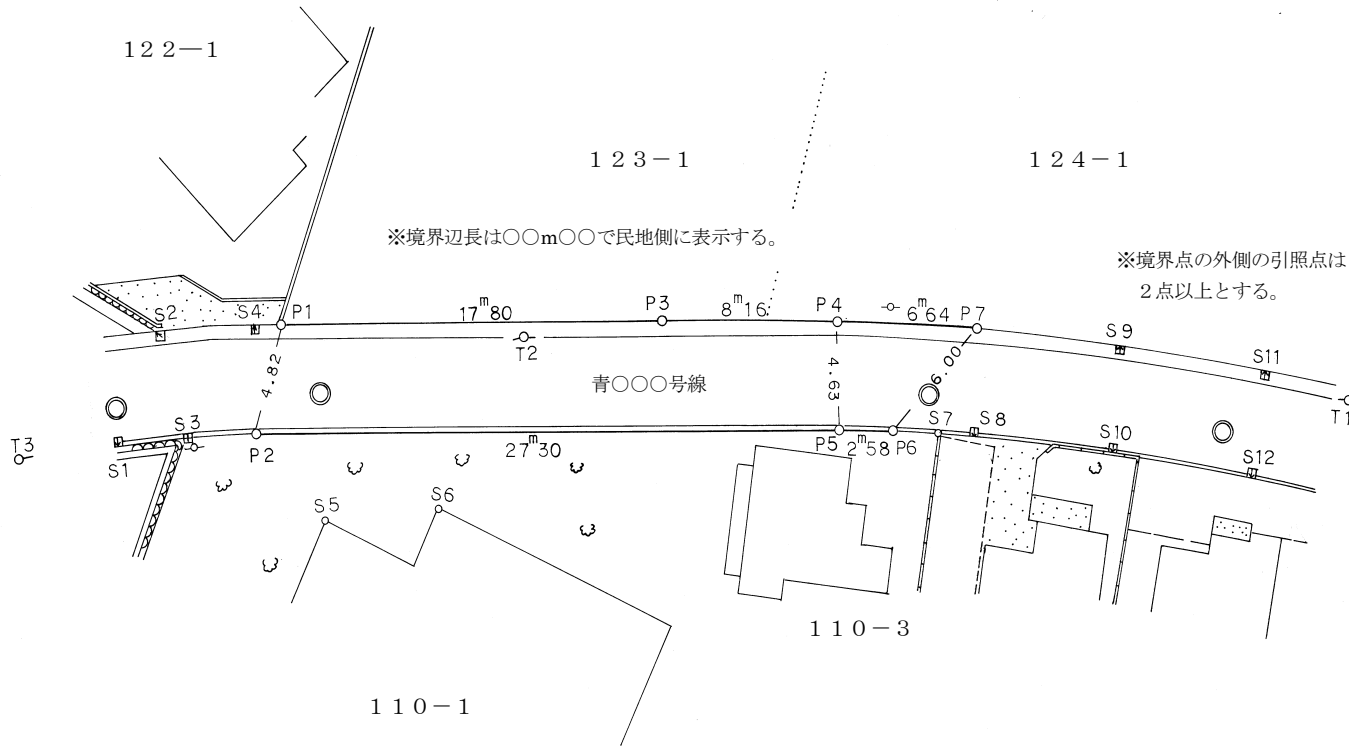 122-1
123-1
124-1
※境界辺長は○○m○○で民地側に表示する。
※境界点の外側の引照点は
2点以上とする。
S2
S4
P1
17m80
P3
8m16
P4
6m64
P7
S9
S11
T2
4.82
青○○○号線
4.63
6.00
T1
T3
S1
S3
P2
27m30
P5
2m58
P6
S7
S8
S10
S12
S5
S6
110-3
110-1